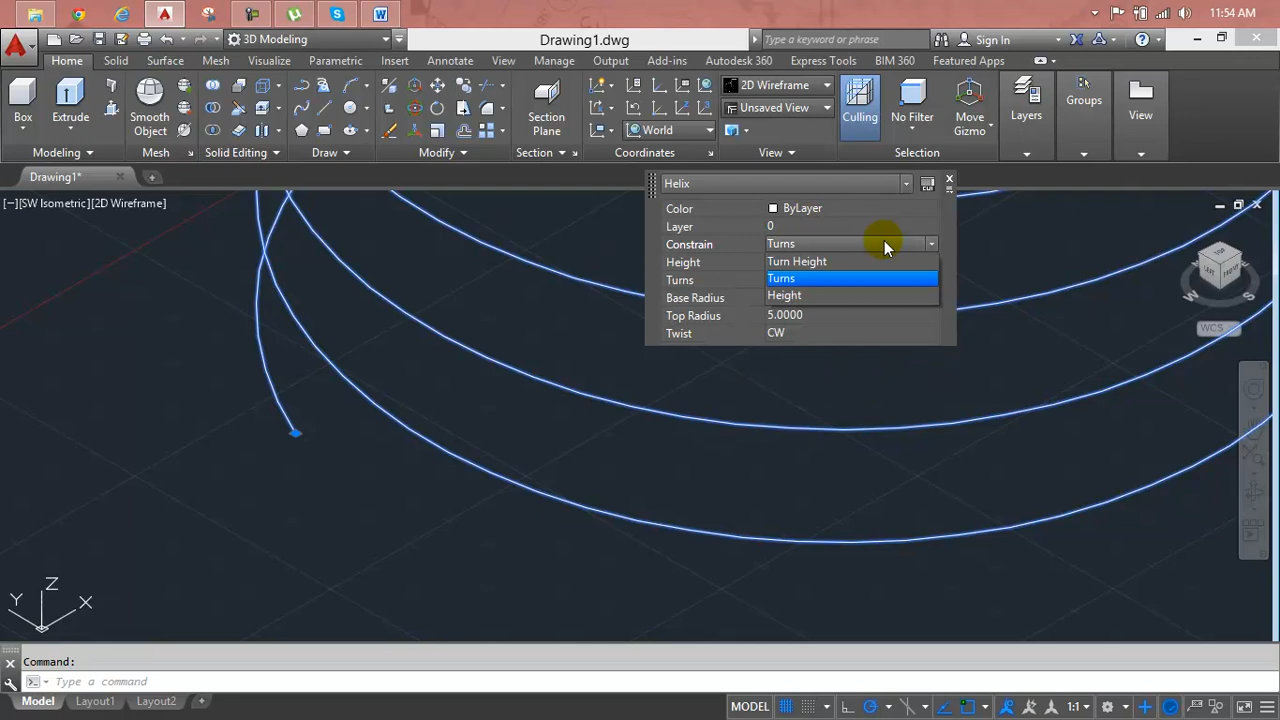 11:54 AM
3D Modeling
Drawing1.dwg
Type a keyword or phrase
Sign In
Home Solid Surface Mesh Visualize Parametric Insert Annotate View Manage Output Add-ins Autodesk 360 Express Tools BIM 360 Featured Apps
Box
Extrude
Smooth Object
Section Plane
World
2D Wireframe
Unsaved View
Culling
No Filter
Move Gizmo
Layers
Groups
View
Modeling Mesh Solid Editing Draw Modify Section Coordinates View Selection
Drawing1*
[−][SW Isometric][2D Wireframe]
Helix
Color ByLayer
Layer 0
Constrain Turns
Turn Height
Height
Turns
Turns
Height
Base Radius
Top Radius 5.0000
Twist CW
LEFT FRONT
W S
WCS
Z
Y X
Command:
Type a command
Model Layout1 Layout2
MODEL
1:1